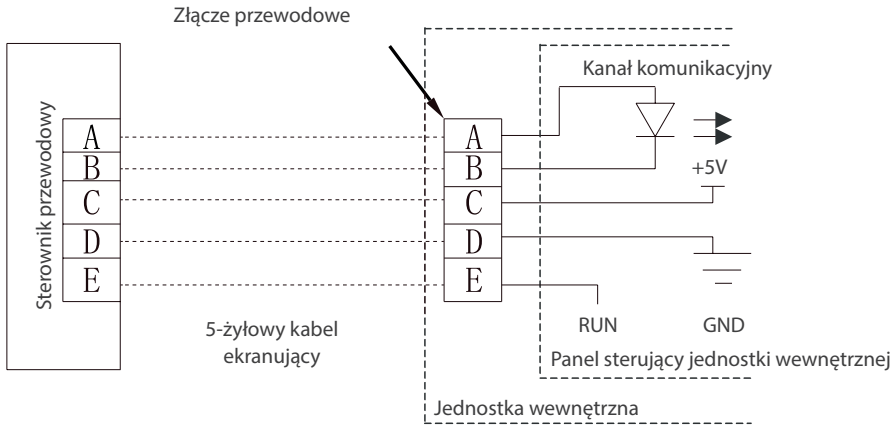 Złącze przewodowe
Kanał komunikacyjny
Sterownik przewodowy
A
B
C
D
E
A
B
C
D
E
+5V
RUN
GND
5-żyłowy kabel
ekranujący
Panel sterujący jednostki wewnętrznej
Jednostka wewnętrzna